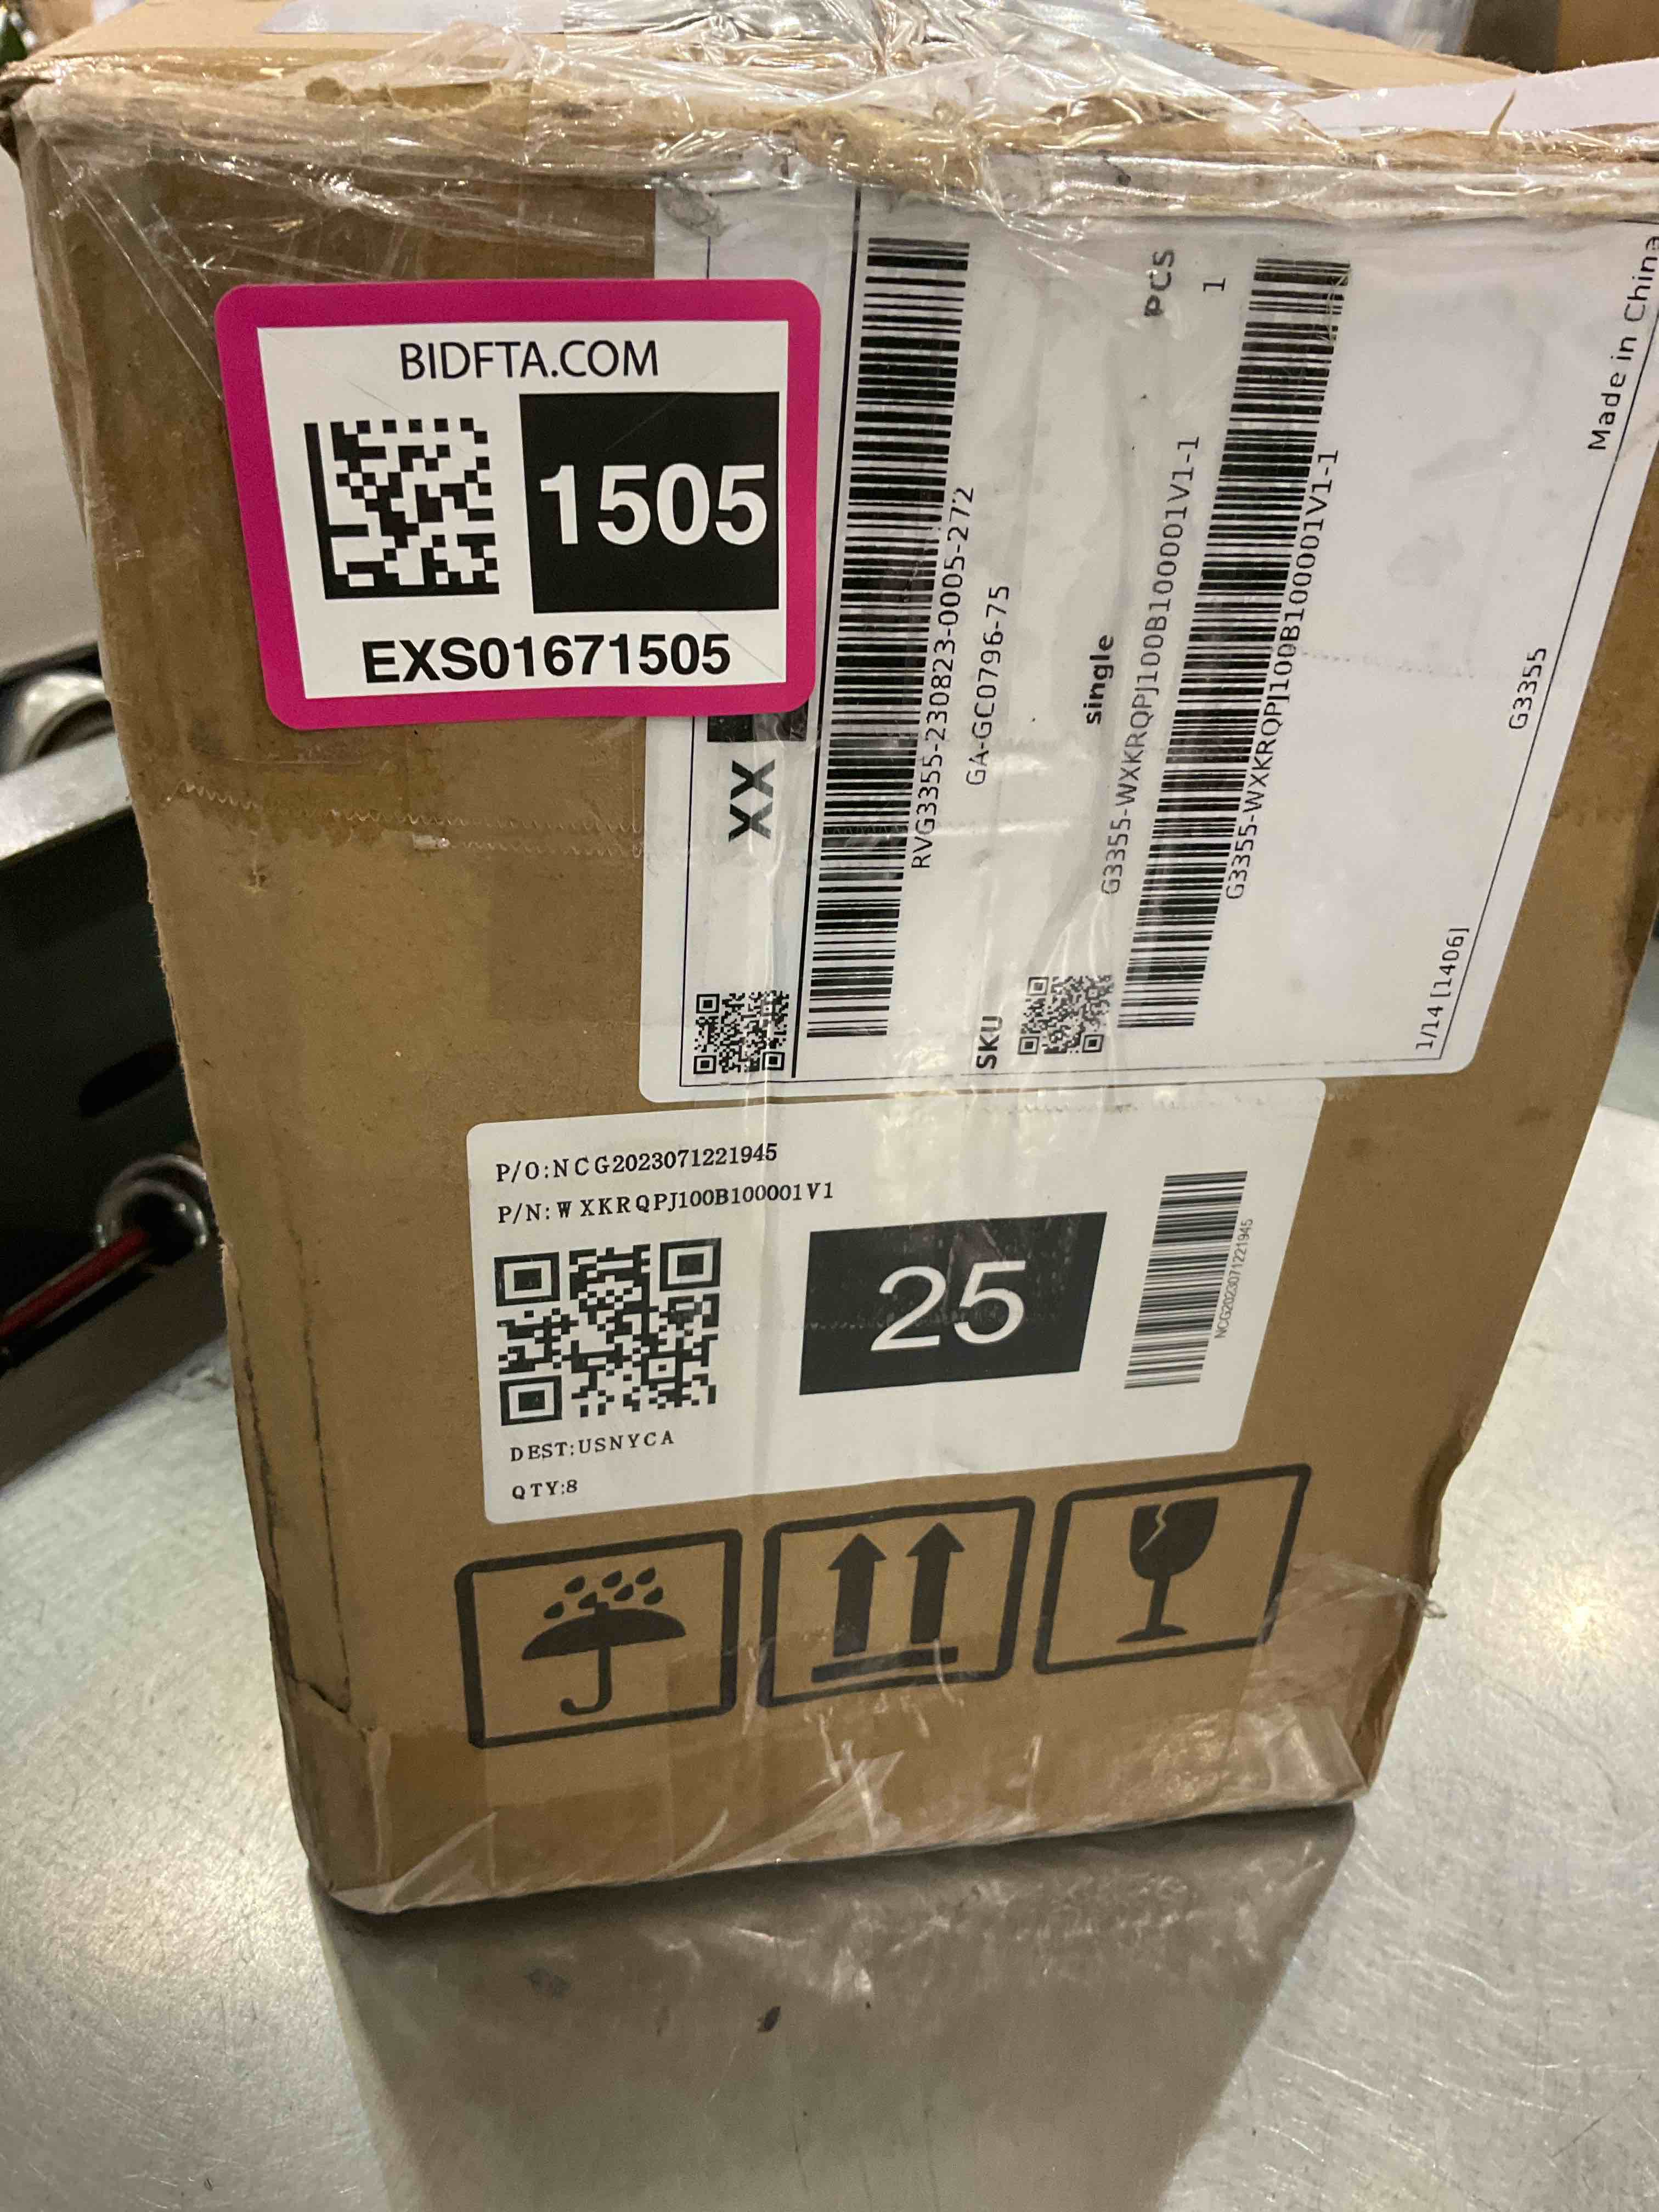 BIDFTA.COM
1505
EXS01671505
XX
RVG3355-230823-0005-272
GA-GC0796-75
SKU
single
PCS
G3355-WXKRQPJ100B100001V1-1
1
G3355-WXKRQPJ100B100001V1-1
1/14 [1406]
G3355
Made in China
P/O:NCG2023071221945
P/N:WXKRQPJ100B100001V1
25
NCG2023071221945
DEST:USNYCA
QTY:8